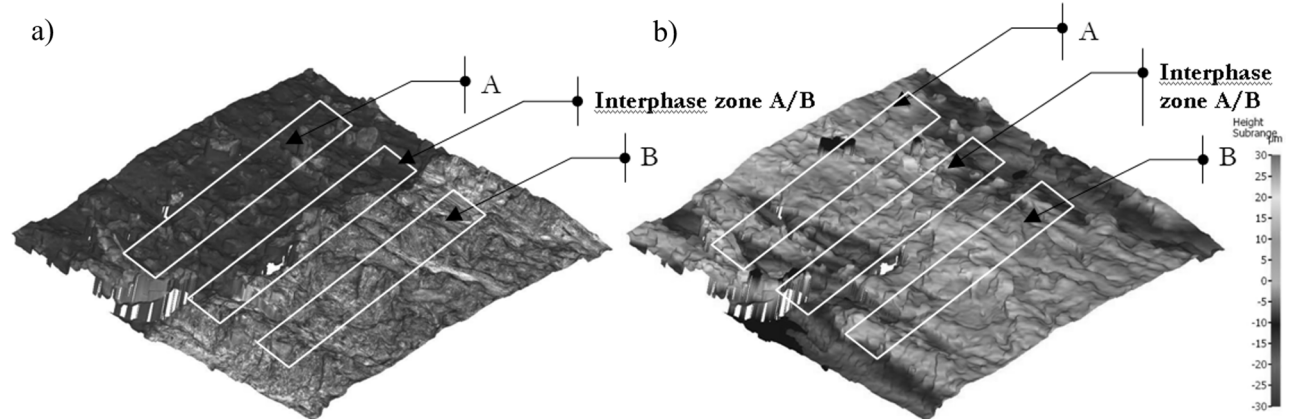 a)
A
Interphase zone A/B
B
b)
A
Interphase
zone A/B
B
Height
Subrange
µm
30
25
20
15
10
5
0
-5
-10
-15
-20
-25
-30